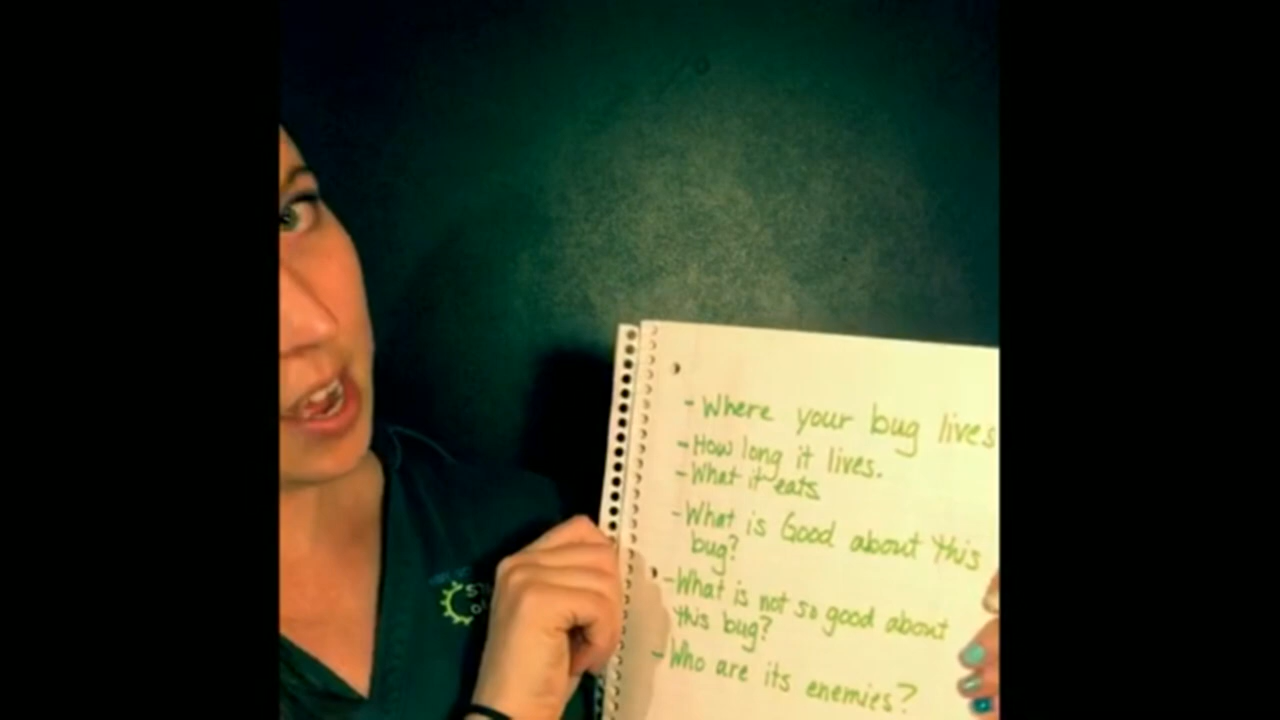 - Where your bug lives
- How long it lives.
- What it eats
- What is Good about this
bug?
- What is not so good about
this bug?
- Who are its enemies?